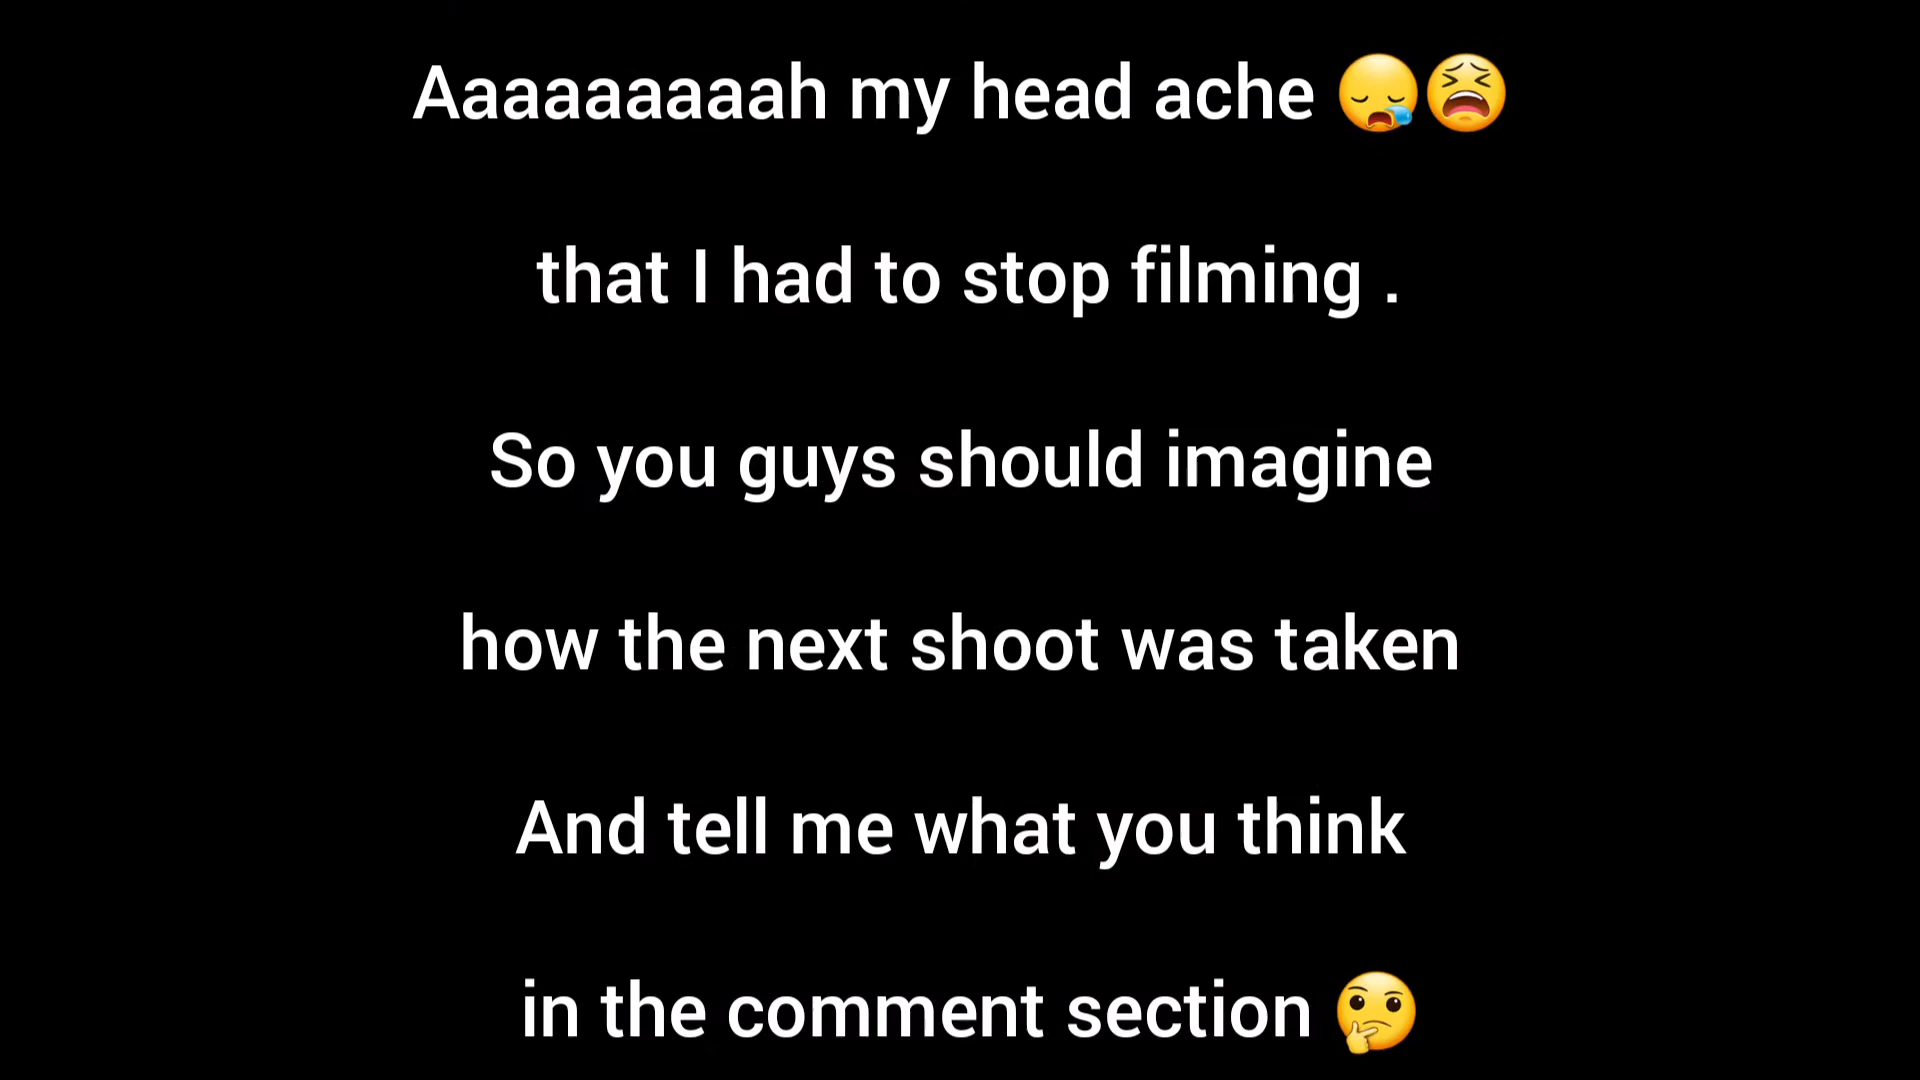 Aaaaaaaaah my head ache 😪😫
that I had to stop filming .
So you guys should imagine
how the next shoot was taken
And tell me what you think
in the comment section 🤔